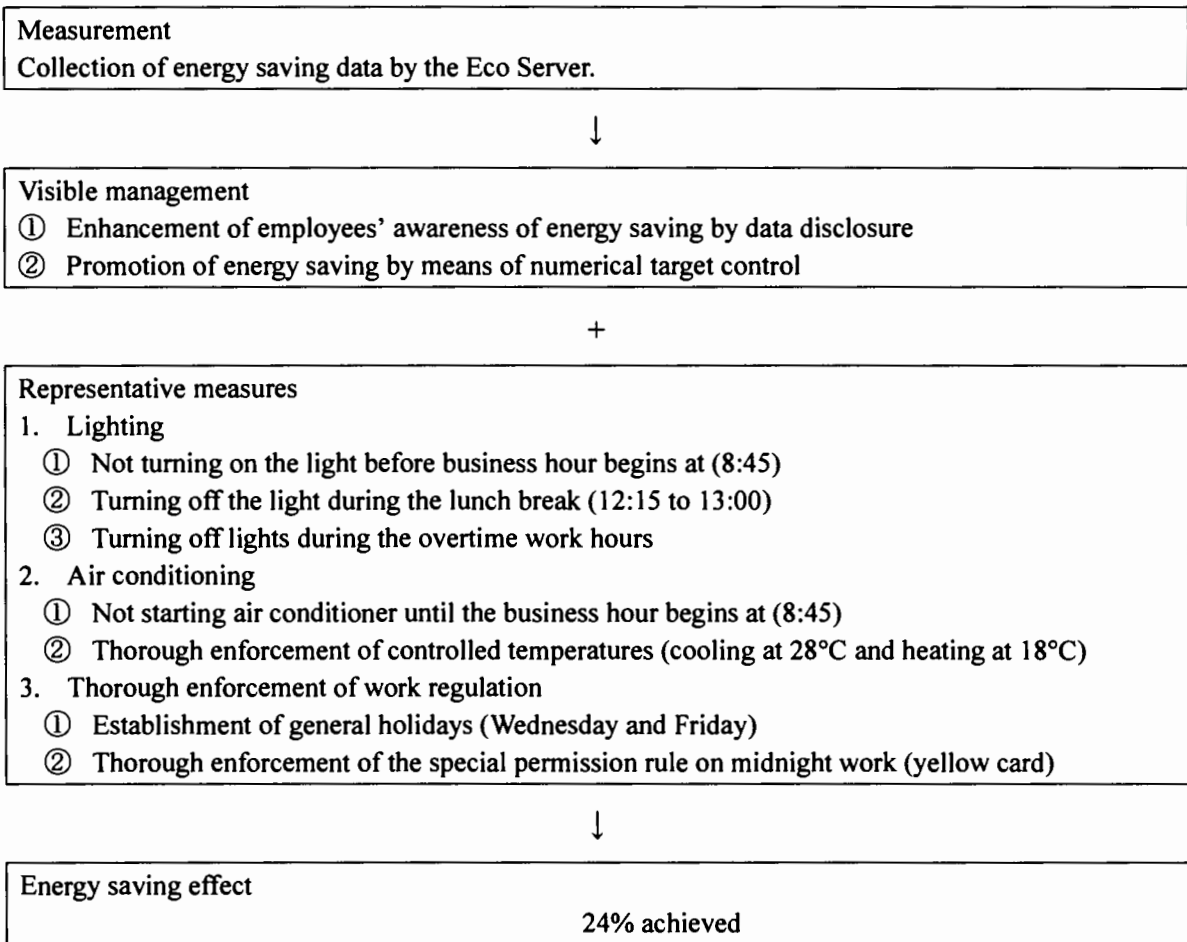 Measurement
Collection of energy saving data by the Eco Server.
↓
Visible management
① Enhancement of employees’ awareness of energy saving by data disclosure
② Promotion of energy saving by means of numerical target control
+
Representative measures
1. Lighting
① Not turning on the light before business hour begins at (8:45)
② Turning off the light during the lunch break (12:15 to 13:00)
③ Turning off lights during the overtime work hours
2. Air conditioning
① Not starting air conditioner until the business hour begins at (8:45)
② Thorough enforcement of controlled temperatures (cooling at 28°C and heating at 18°C)
3. Thorough enforcement of work regulation
① Establishment of general holidays (Wednesday and Friday)
② Thorough enforcement of the special permission rule on midnight work (yellow card)
↓
Energy saving effect
24% achieved